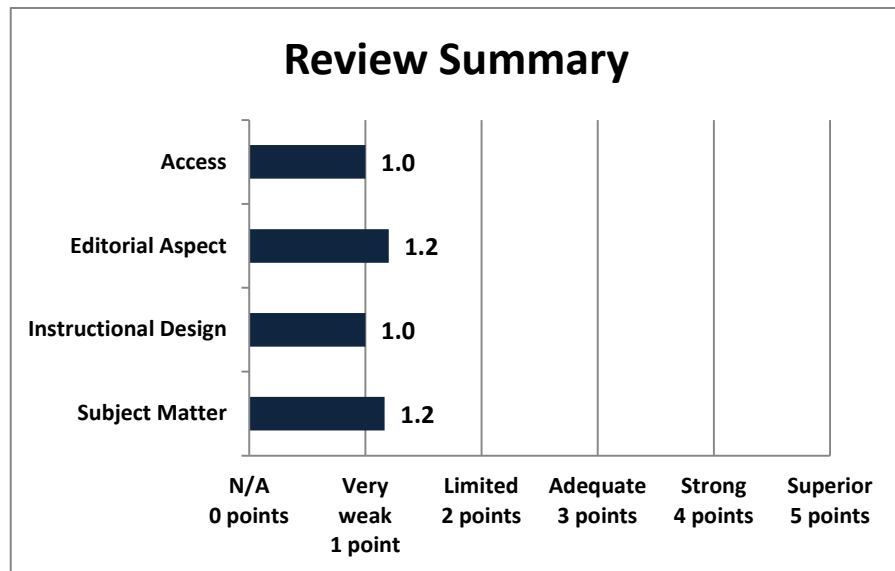 Review Summary
Access
1.0
Editorial Aspect
1.2
Instructional Design
1.0
Subject Matter
1.2
N/A
0 points
Very
weak
1 point
Limited
2 points
Adequate
3 points
Strong
4 points
Superior
5 points